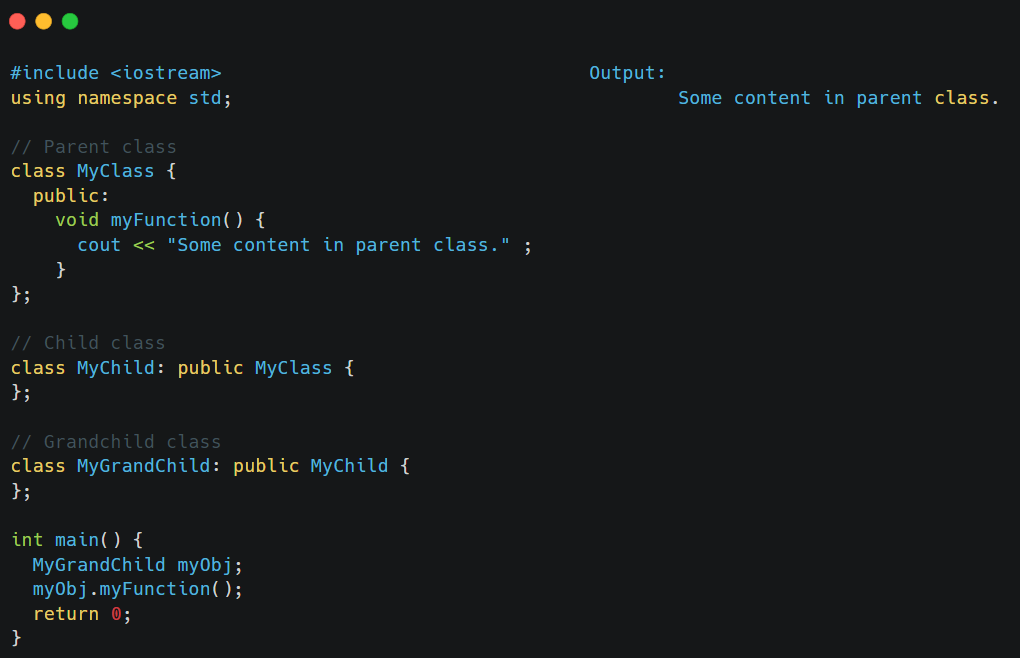 #include <iostream>
using namespace std;
// Parent class
class MyClass {
  public:
    void myFunction() {
      cout << "Some content in parent class." ;
    }
};
// Child class
class MyChild: public MyClass {
};
// Grandchild class
class MyGrandChild: public MyChild {
};
int main() {
  MyGrandChild myObj;
  myObj.myFunction();
  return 0;
}
Output:
Some content in parent class.